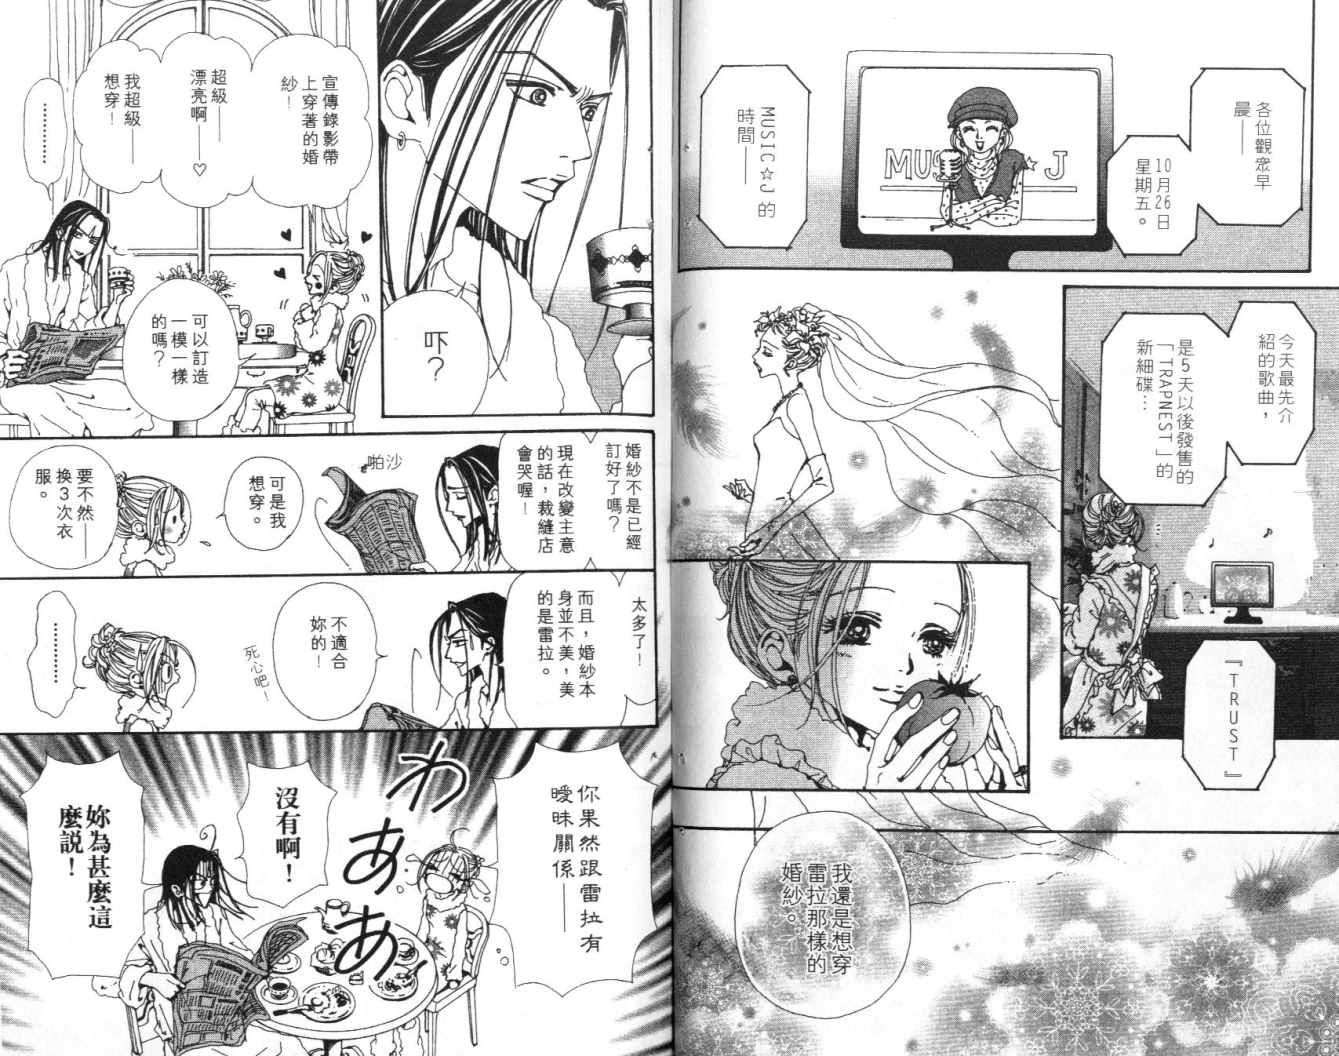 各位觀眾早
晨——
10月26日
星期五。
MUSIC☆J的
時間——
MUS
☆J
今天最先介
紹的歌曲，
是5天以後發售的
「TRAPNEST」的
新細碟…
『TRUST』
我還是想穿
雷拉那樣的
婚紗。
吓？
宣傳錄影帶
上穿著的婚
紗！
超級——
漂亮啊——♡
我超級——
想穿！
…………
可以訂造
一模一樣
的嗎？
婚紗不是已經
訂好了嗎？
現在改變主意
的話，裁縫店
會哭喔！
啪沙
可是我
想穿。
要不然——
換3次衣
服。
太多了！
而且，婚紗本
身並不美，美
的是雷拉。
不適合
妳的！
死心吧
…………
你果然跟雷拉有
曖昧關係——
わあぁ
沒有啊！
妳為甚麼這
麼說！